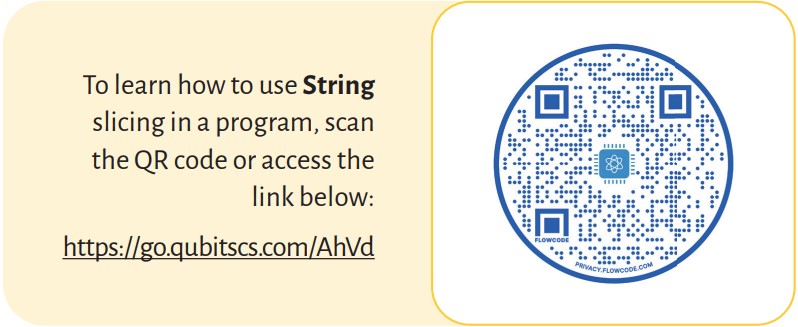 To learn how to use String
slicing in a program, scan
the QR code or access the
link below:
https://go.qubitscs.com/AhVd
FLOWCODE
PRIVACY.FLOWCODE.COM